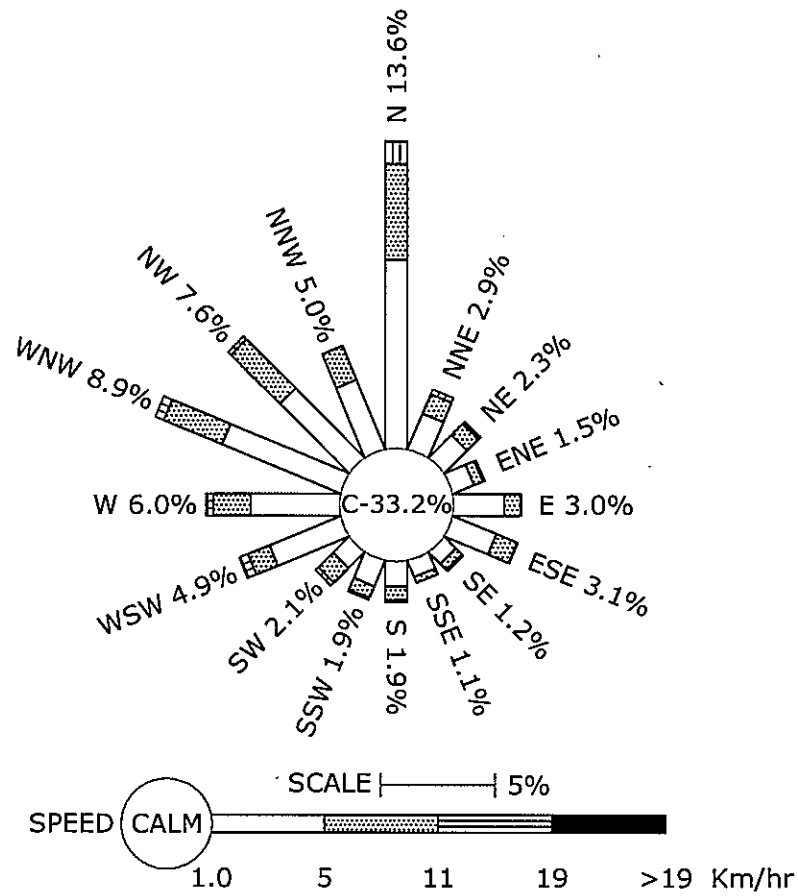 N 13.6%
NNW 5.0%
NNE 2.9%
NW 7.6%
NE 2.3%
WNW 8.9%
ENE 1.5%
W 6.0%
C-33.2%
E 3.0%
WSW 4.9%
ESE 3.1%
SW 2.1%
SE 1.2%
SSW 1.9%
S 1.9%
SSE 1.1%
SCALE 5%
SPEED CALM
1.0 5 11 19 >19 Km/hr